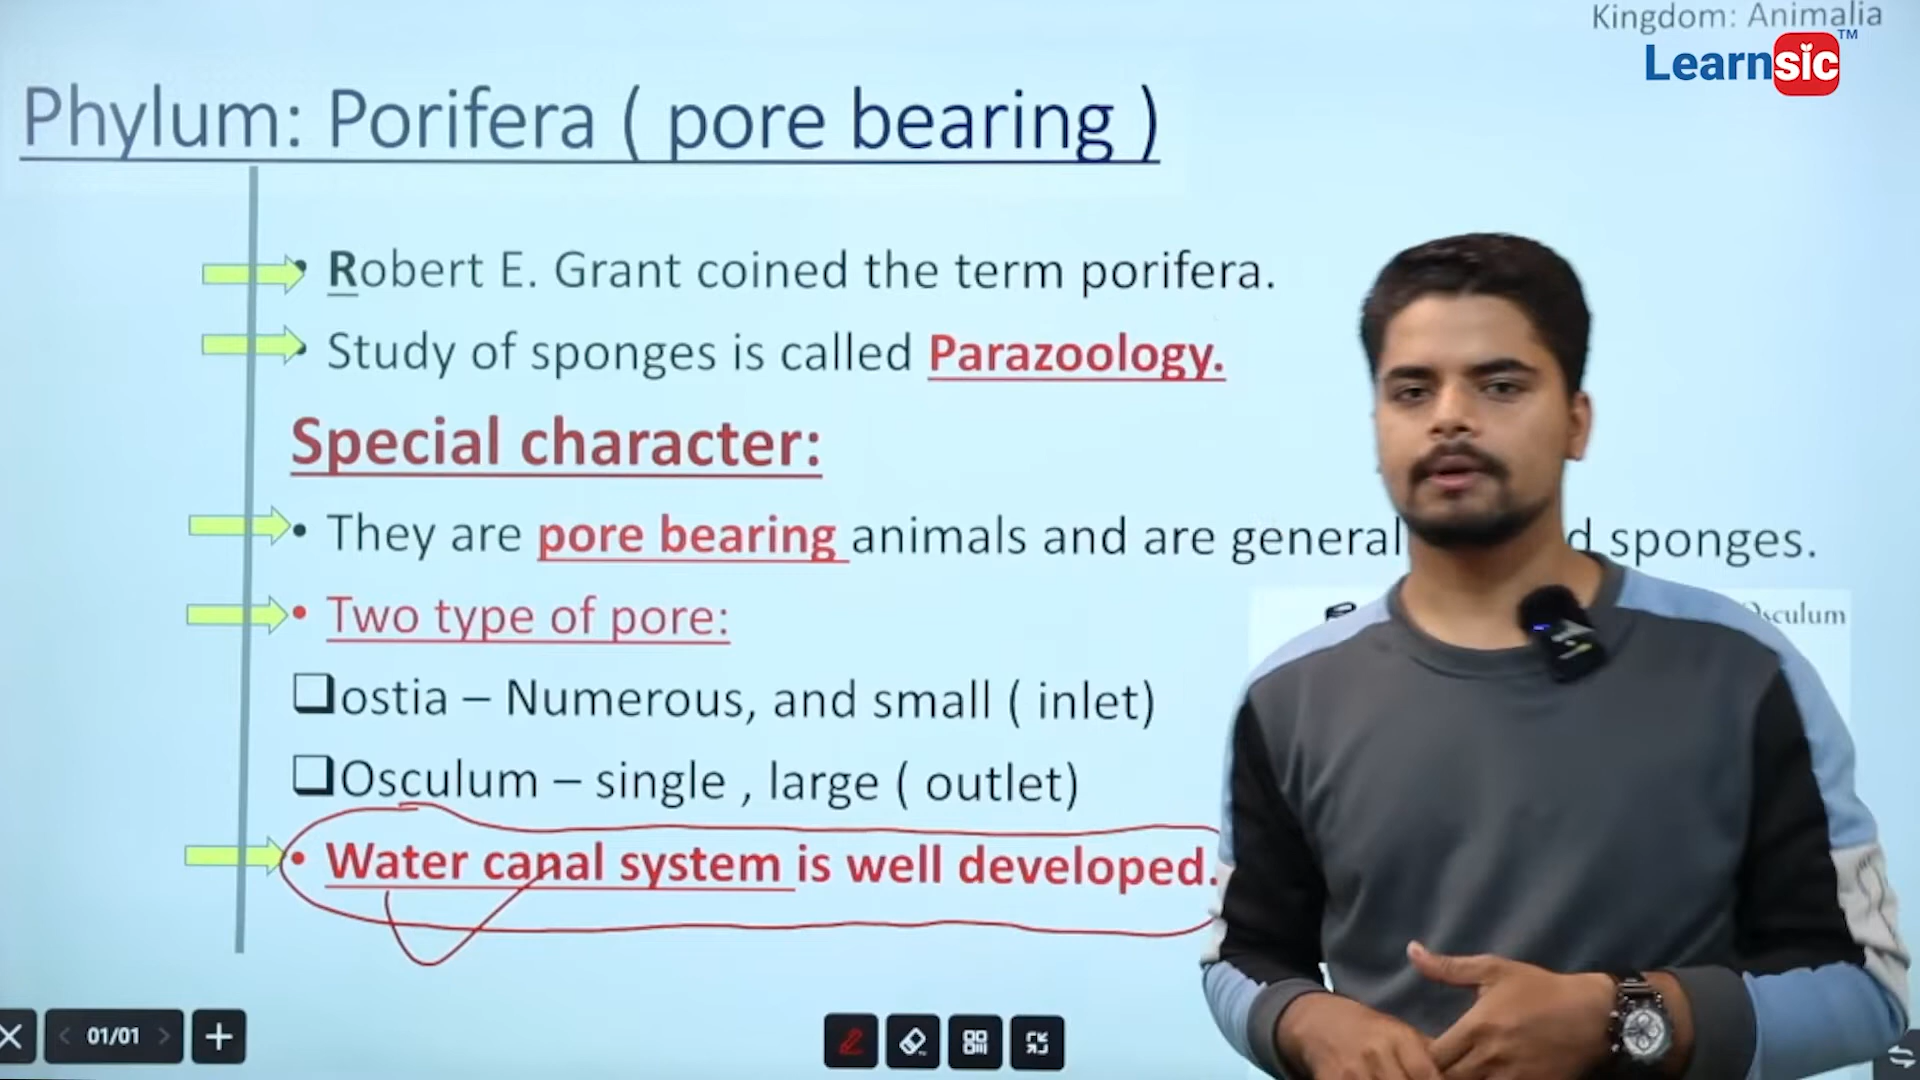 Kingdom: Animalia
Learnsic™
Phylum: Porifera ( pore bearing )
• Robert E. Grant coined the term porifera.
• Study of sponges is called Parazoology.
Special character:
• They are pore bearing animals and are general d sponges.
• Two type of pore:
❑ostia – Numerous, and small ( inlet)
❑Osculum – single , large ( outlet)
Osculum
• Water canal system is well developed.
01/01